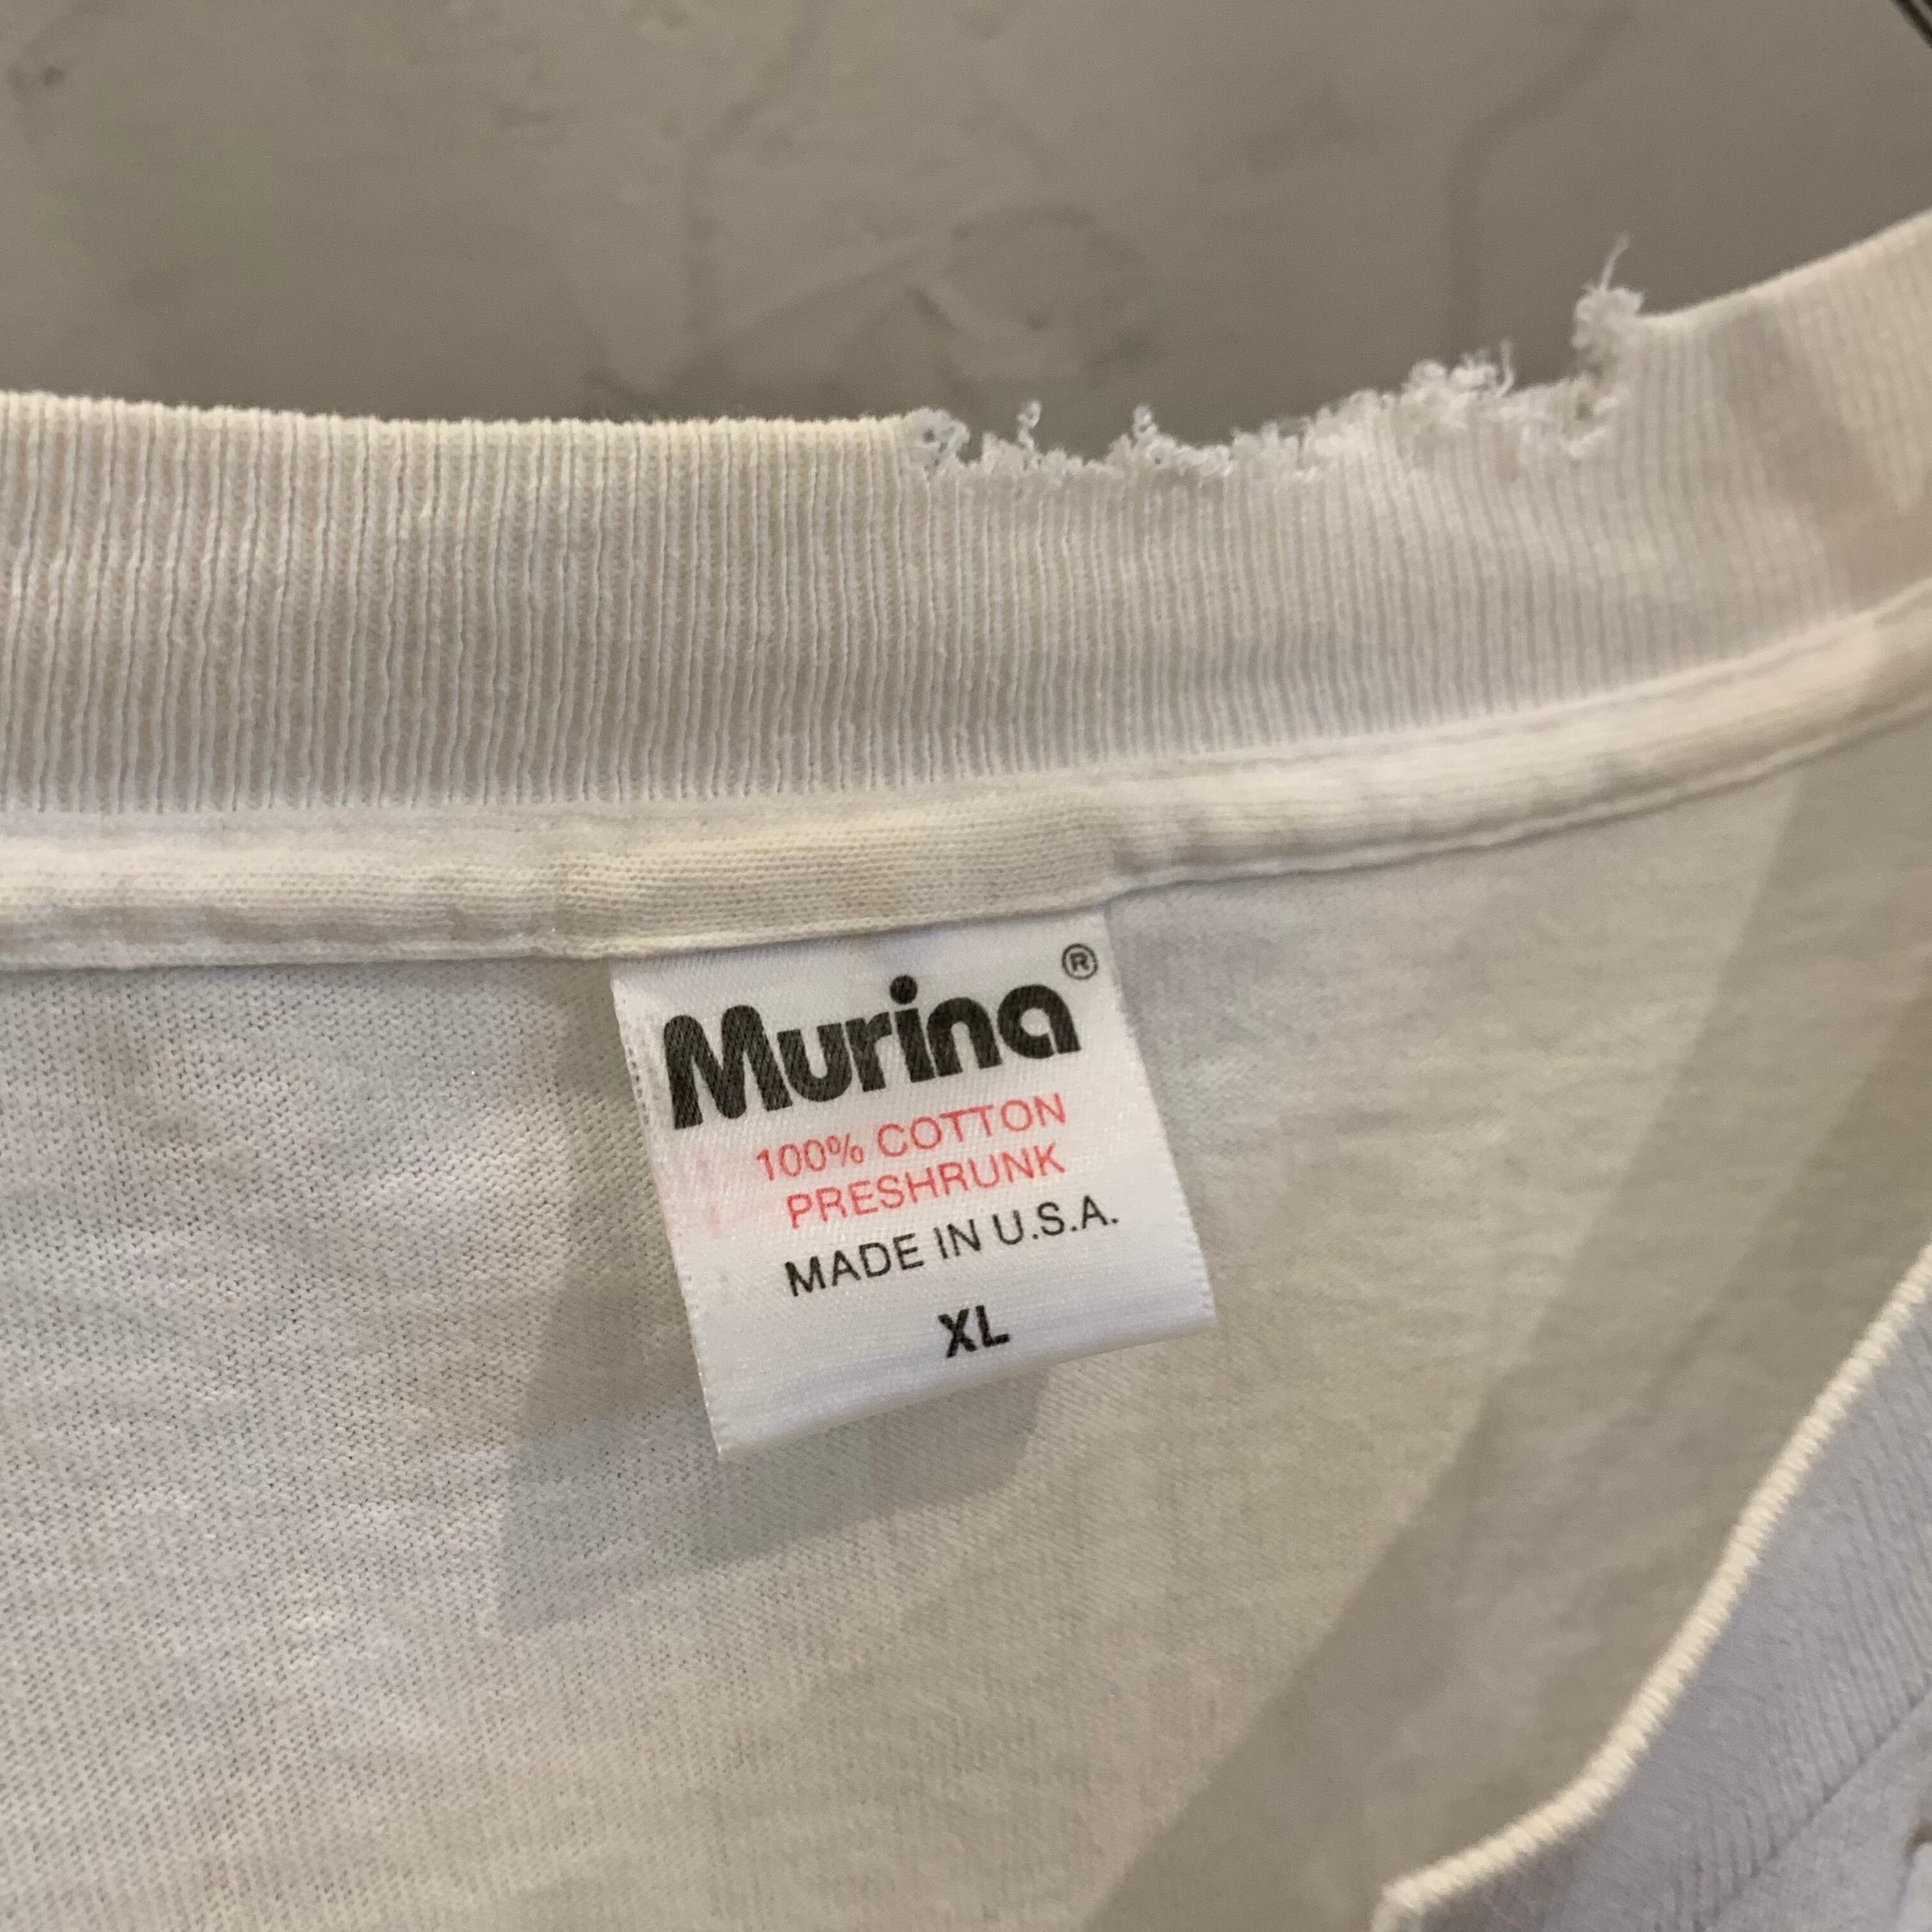 Murina®
100% COTTON
PRESHRUNK
MADE IN U.S.A.
XL